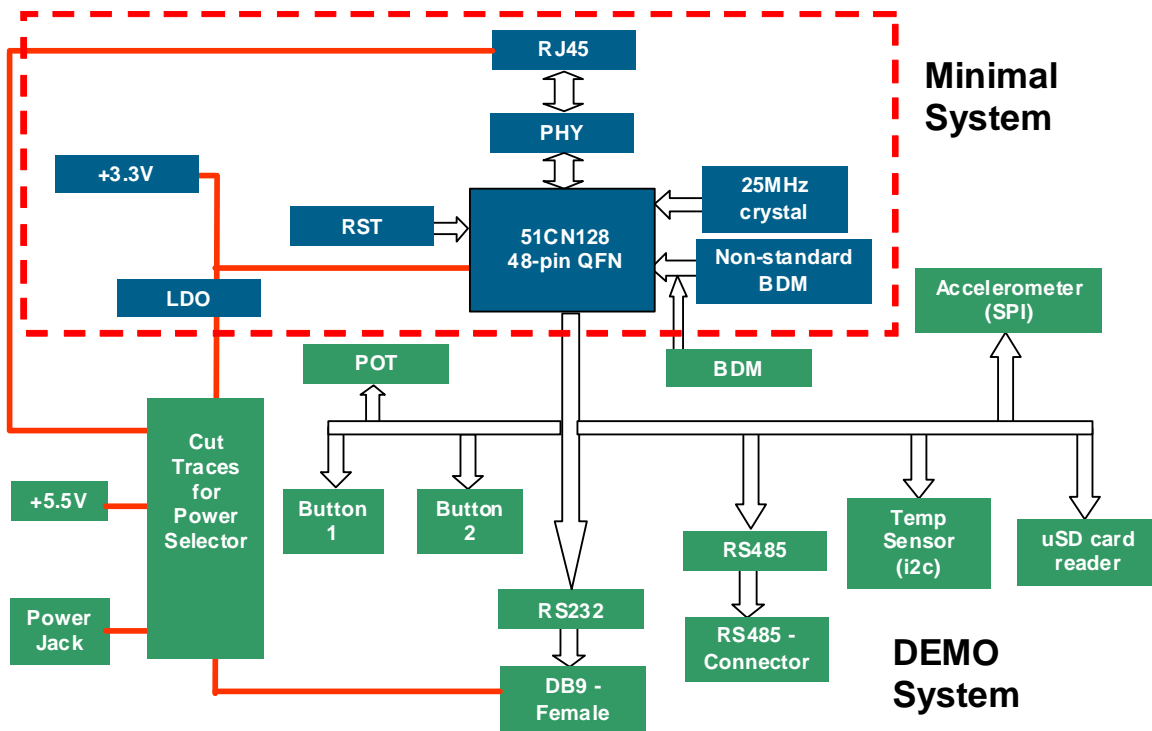 RJ45
Minimal
System
PHY
+3.3V
25MHz
crystal
RST
51CN128
48-pin QFN
Non-standard
BDM
LDO
Accelerometer
(SPI)
POT
BDM
Cut
Traces
for
Power
Selector
+5.5V
Button
1
Button
2
RS485
Temp
Sensor
(i2c)
uSD card
reader
Power
Jack
RS232
RS485 -
Connector
DEMO
System
DB9 -
Female